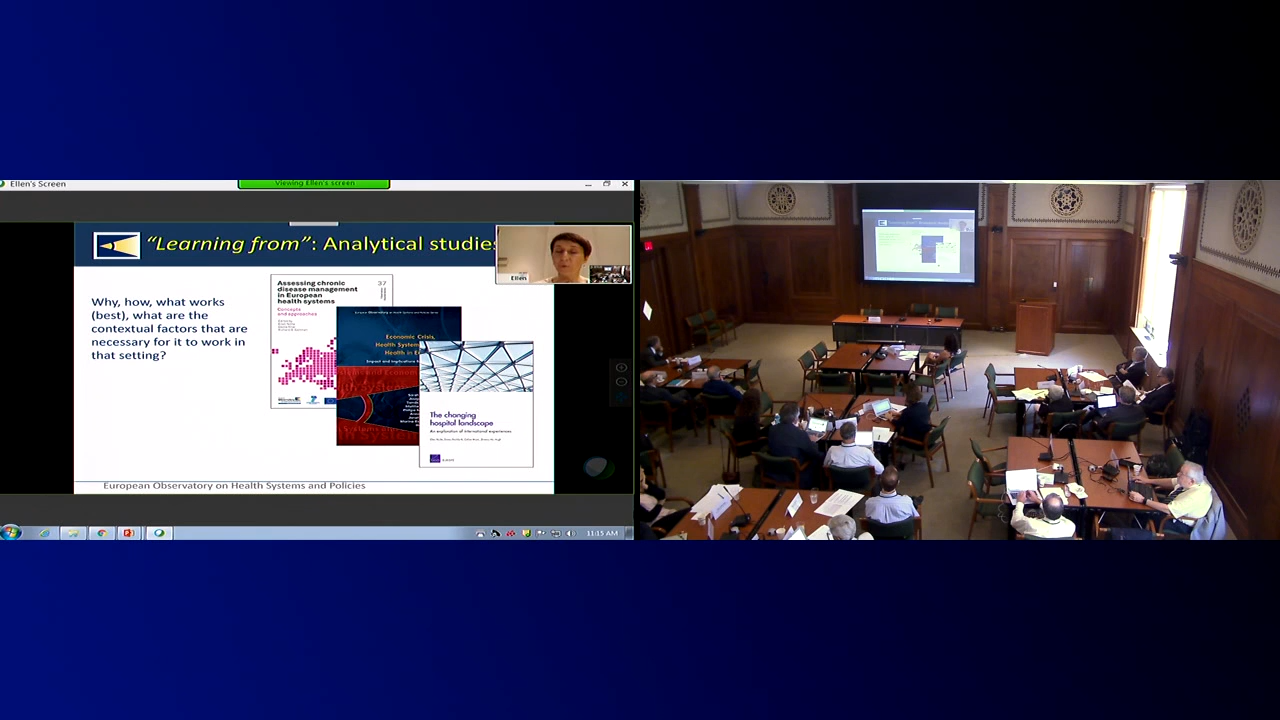 Ellen's Screen
Viewing Ellen's screen
"Learning from": Analytical studies
Ellen
Why, how, what works
(best), what are the
contextual factors that are
necessary for it to work in
that setting?
Assessing chronic
disease management
in European
health systems
37
Concepts
and approaches
Economic Crisis,
Health System
Health in E
The changing
hospital landscape
An exploration of international experiences
European Observatory on Health Systems and Policies
11:15 AM